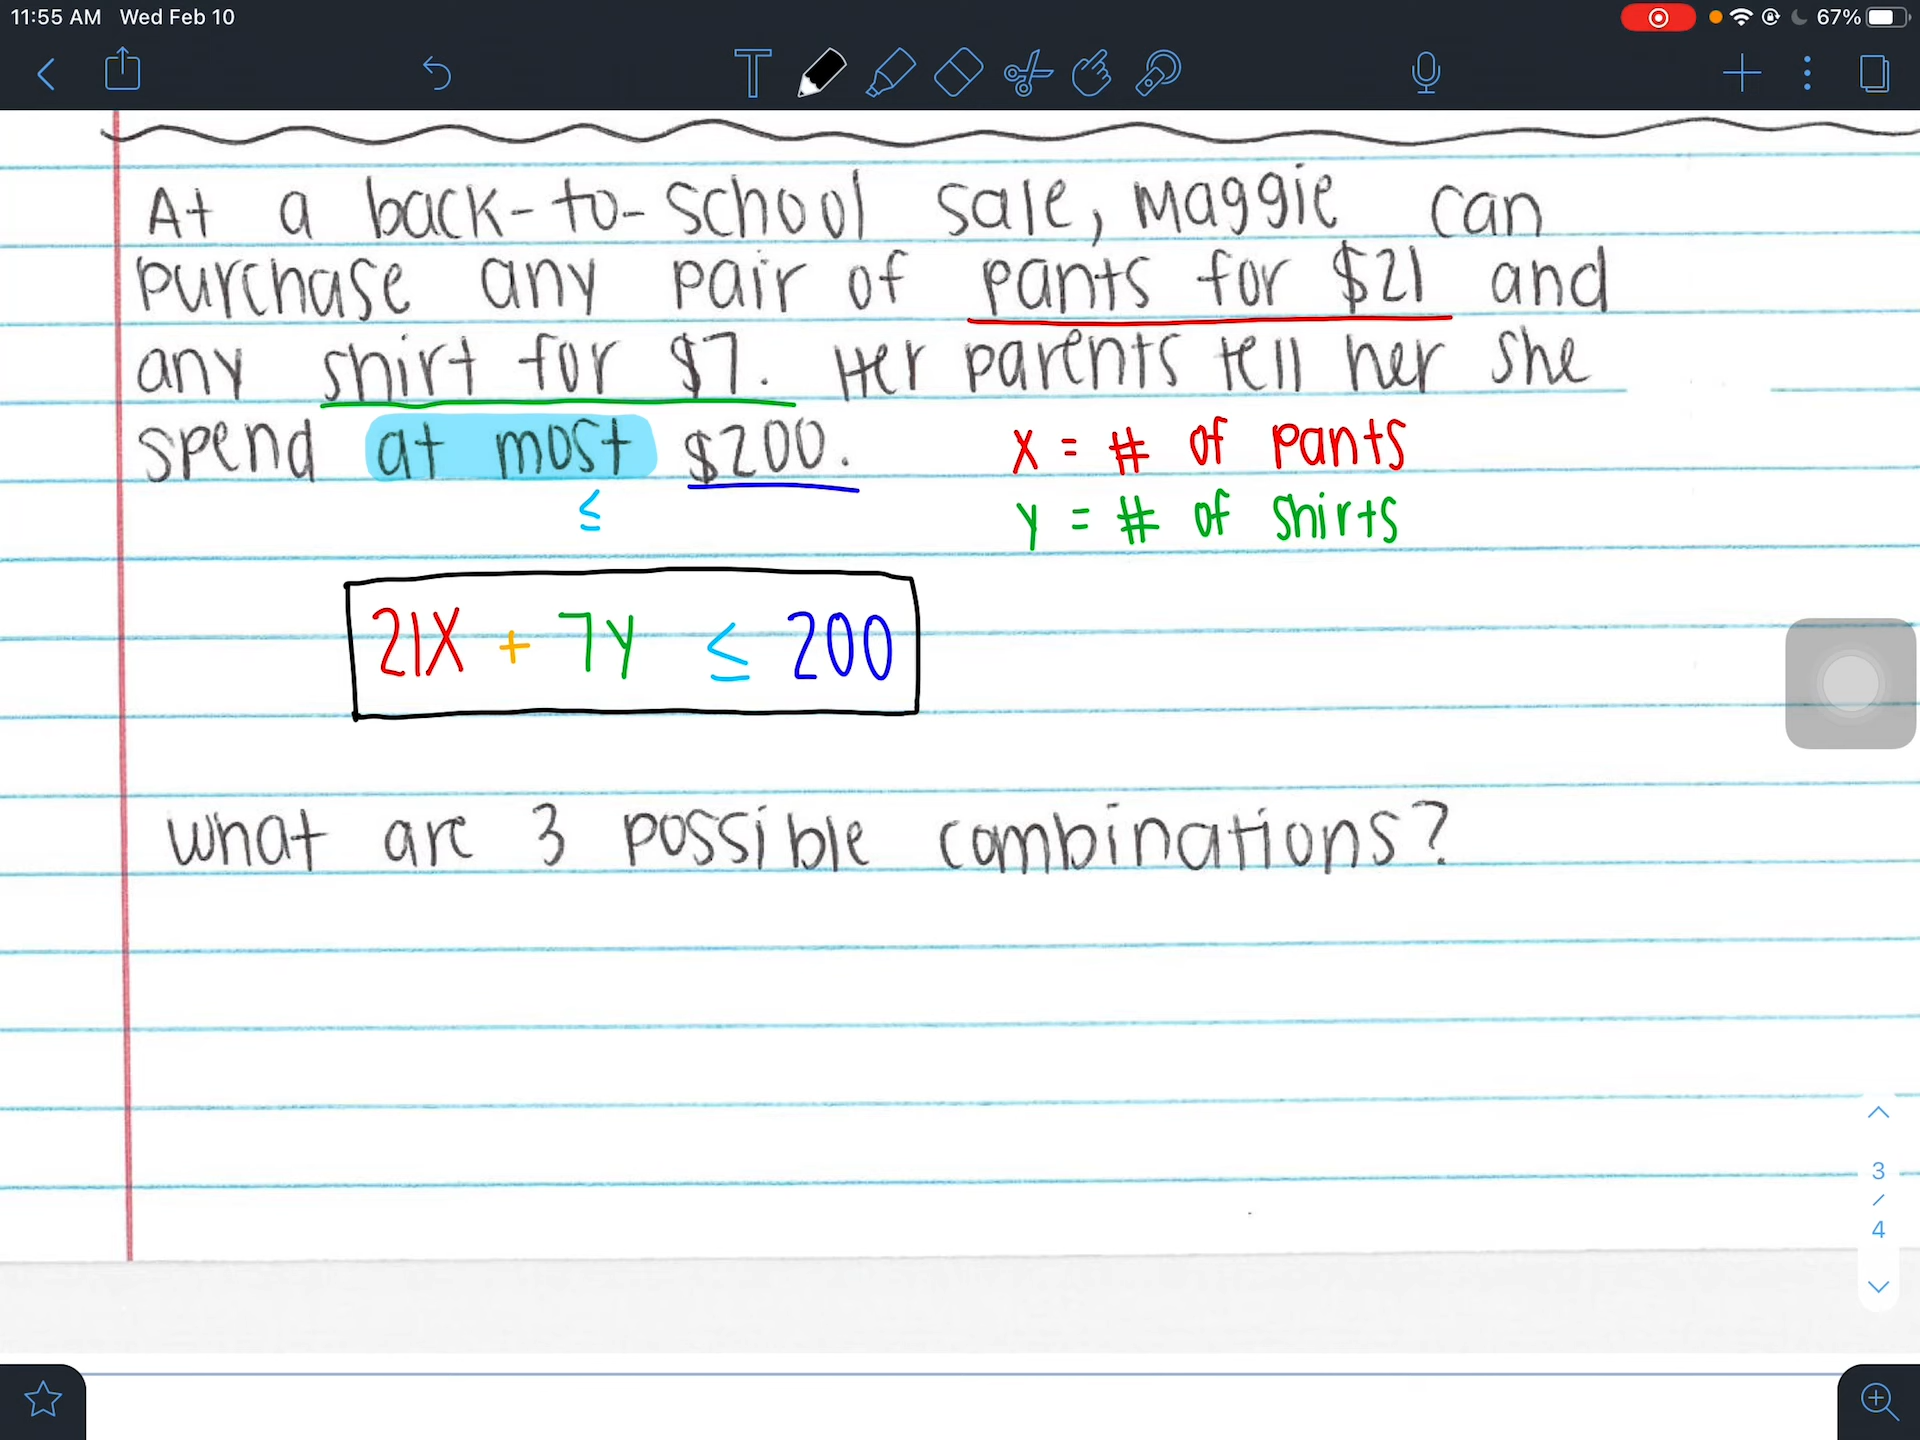 11:55 AM Wed Feb 10
67%
T
At a back-to-school sale, Maggie can
purchase any pair of pants for $21 and
any shirt for $7. Her parents tell her she
spend at most $200.
≤
x = # of pants
y = # of shirts
21x + 7y ≤ 200
what are 3 possible combinations?
3
/
4